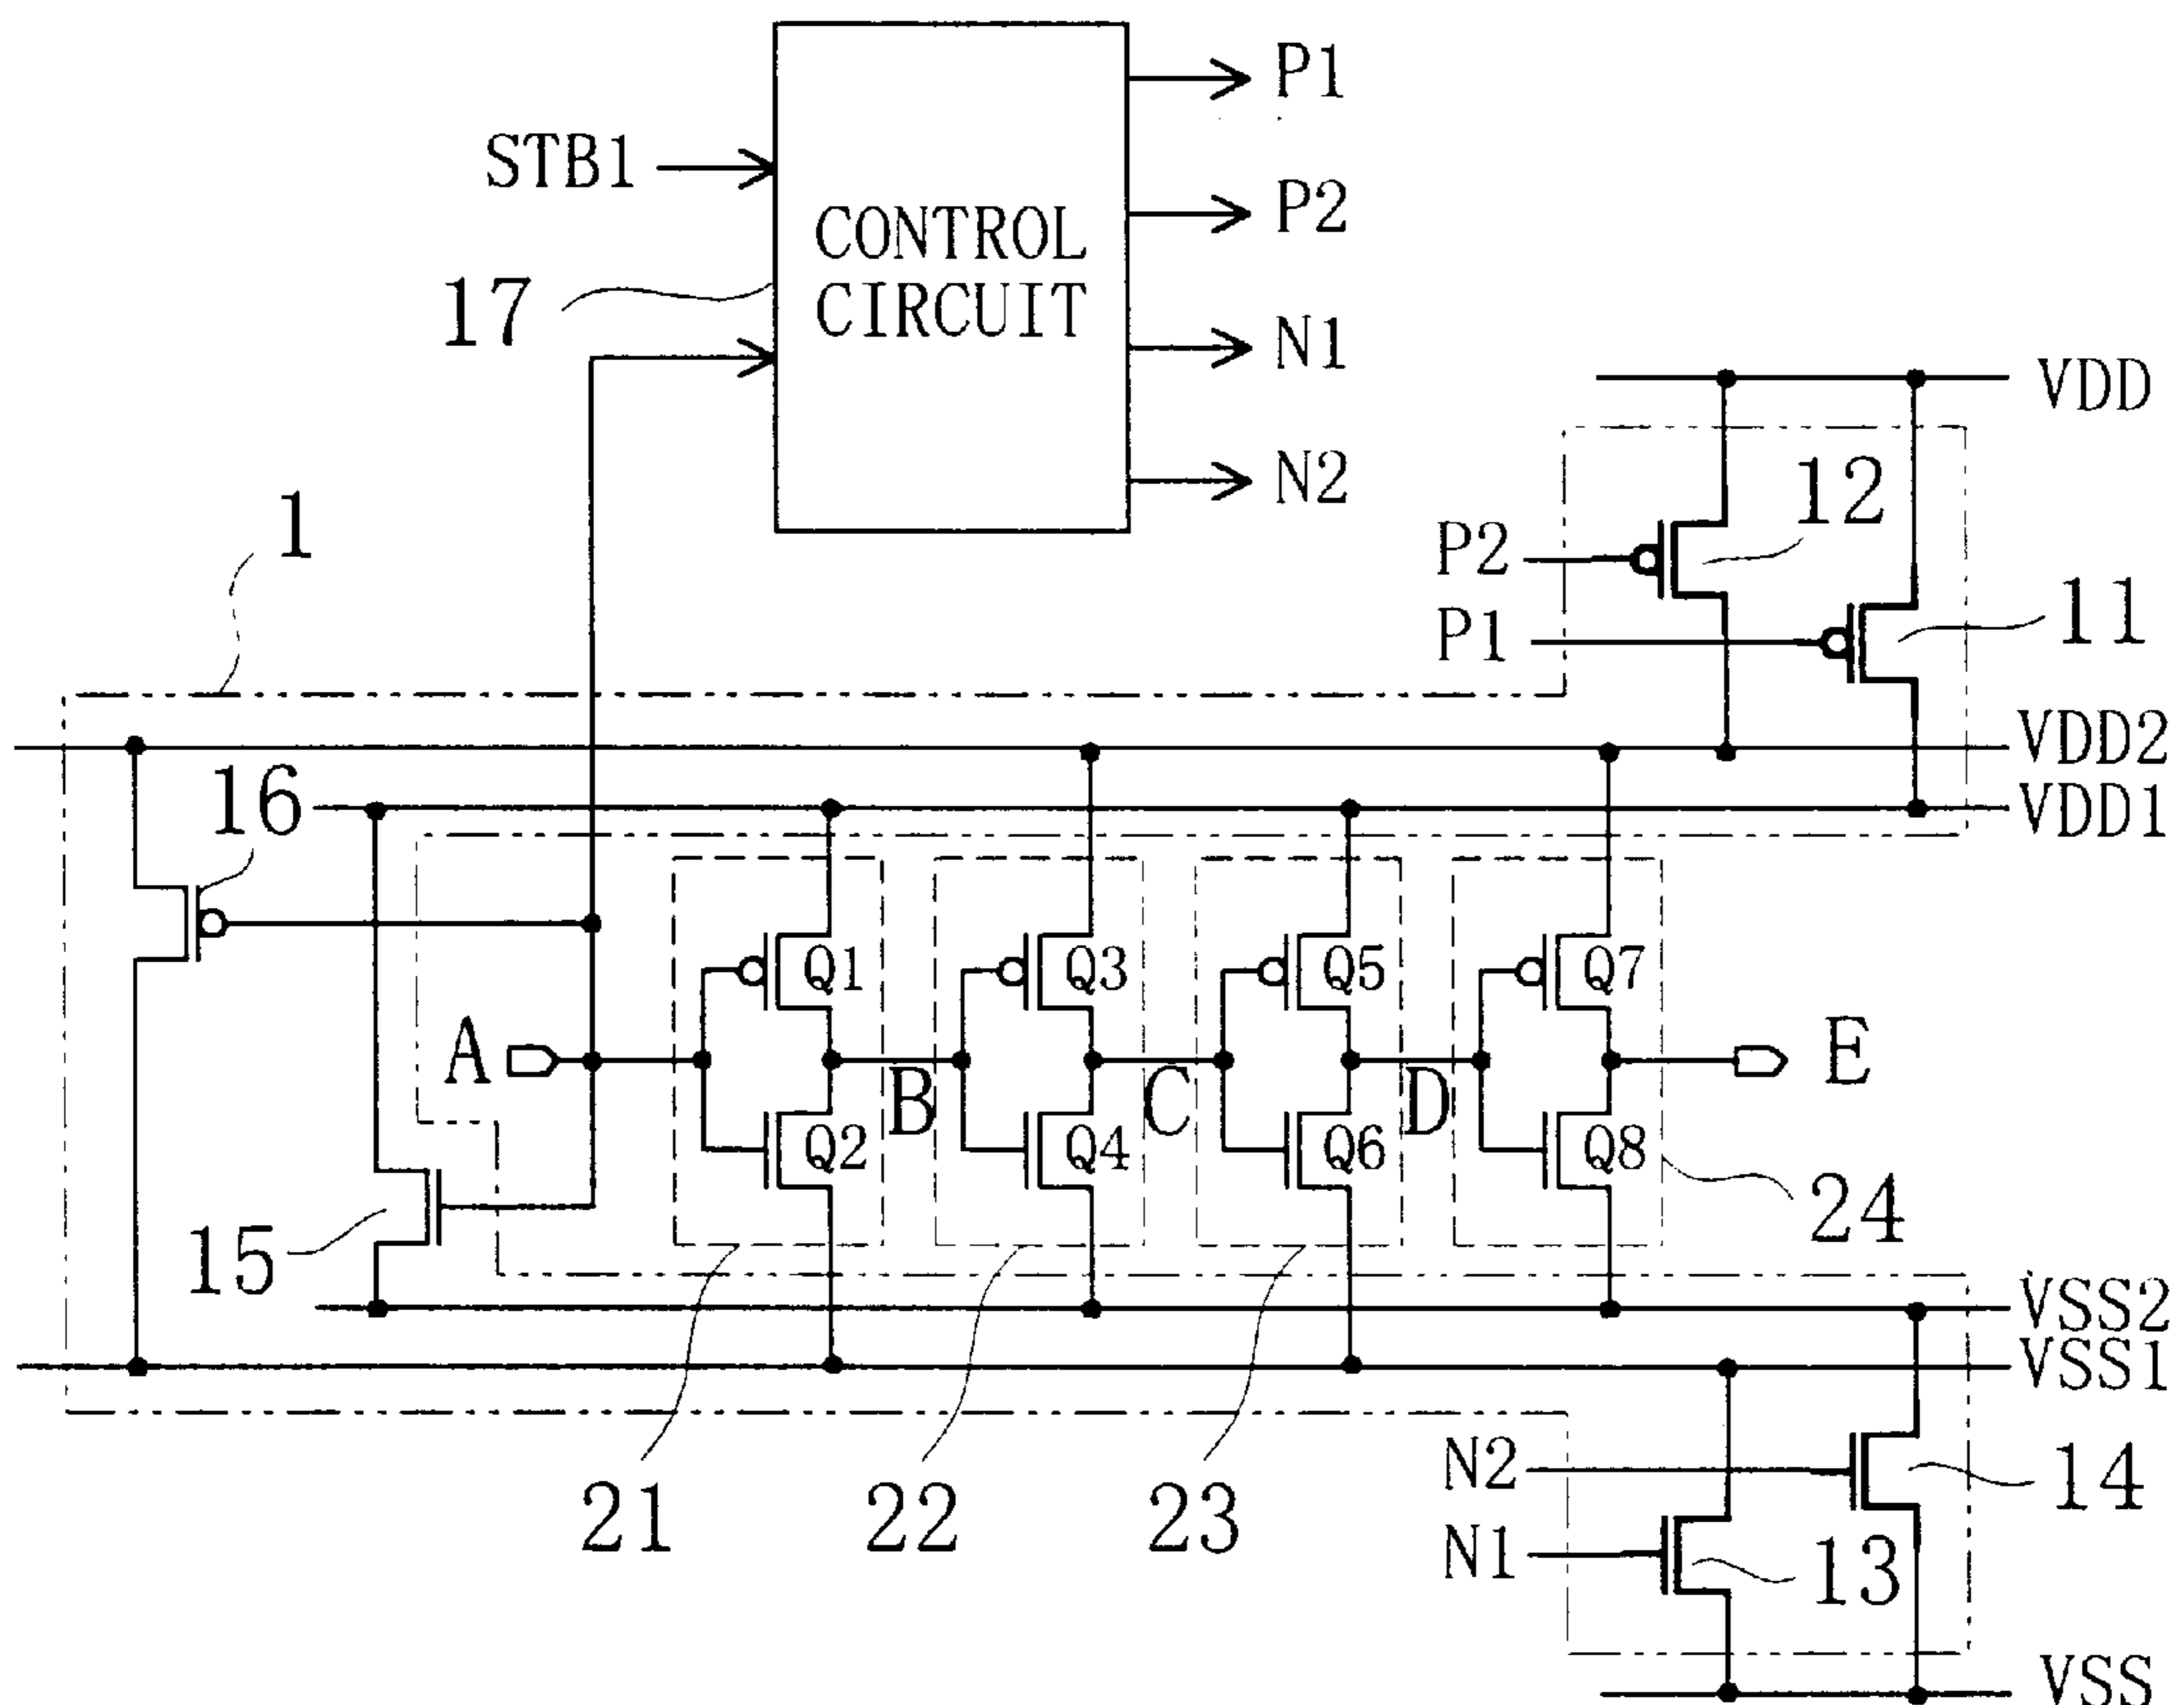 P1
STB1
P2
CONTROL
CIRCUIT
17
N1
VDD
N2
12
1
P2
11
P1
VDD2
16
VDD1
Q1 Q3 Q5 Q7
A E
B C D
Q2 Q4 Q6 Q8
24
15
VSS2
VSS1
N2
14
21 22 23
N1
13
VSS